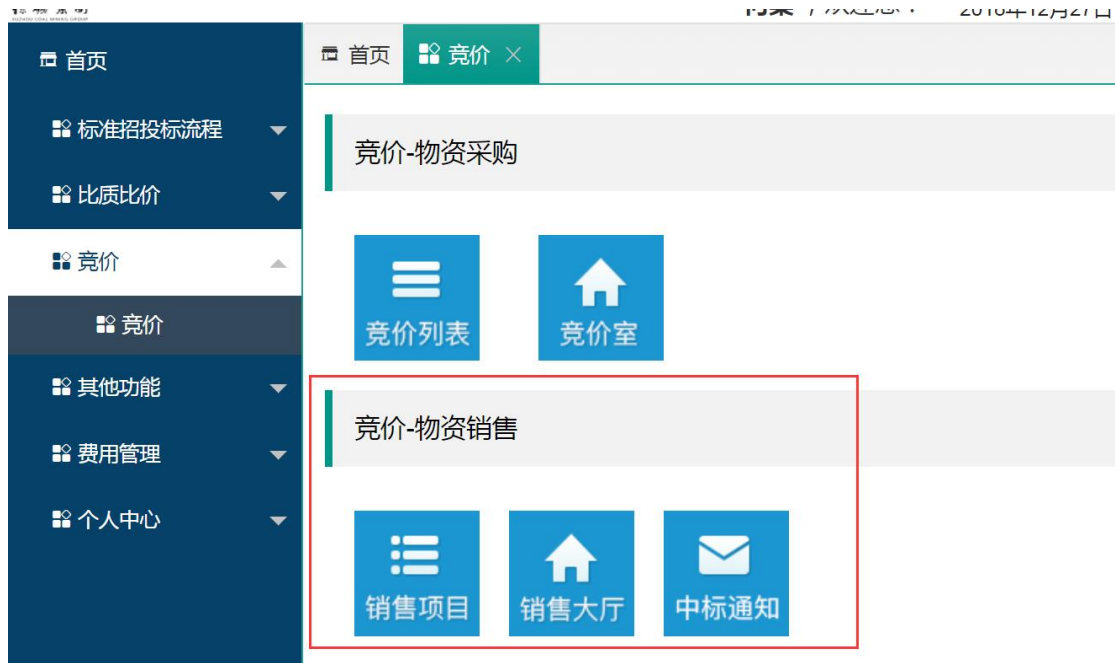 首页
标准招投标流程
比质比价
竞价
竞价
其他功能
费用管理
个人中心
首页 竞价
竞价-物资采购
竞价列表 竞价室
竞价-物资销售
销售项目 销售大厅 中标通知